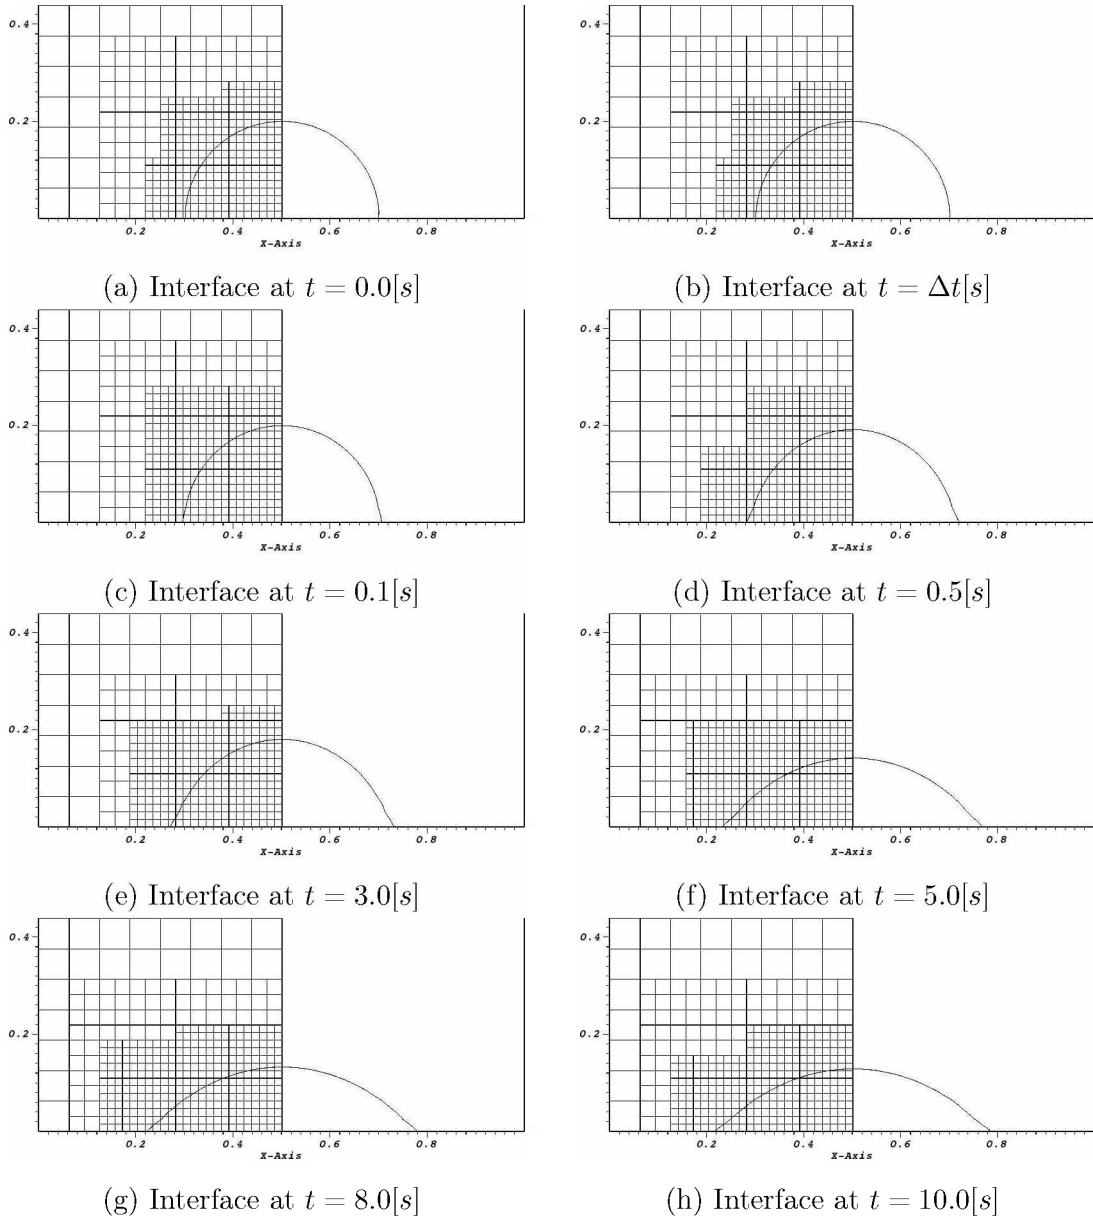 0.4
0.2
0.2 0.4 0.6 0.8
X-Axis
(a) Interface at t = 0.0[s]
0.4
0.2
0.2 0.4 0.6 0.8
X-Axis
(b) Interface at t = Δt[s]
0.4
0.2
0.2 0.4 0.6 0.8
X-Axis
(c) Interface at t = 0.1[s]
0.4
0.2
0.2 0.4 0.6 0.8
X-Axis
(d) Interface at t = 0.5[s]
0.4
0.2
0.2 0.4 0.6 0.8
X-Axis
(e) Interface at t = 3.0[s]
0.4
0.2
0.2 0.4 0.6 0.8
X-Axis
(f) Interface at t = 5.0[s]
0.4
0.2
0.2 0.4 0.6 0.8
X-Axis
(g) Interface at t = 8.0[s]
0.4
0.2
0.2 0.4 0.6 0.8
X-Axis
(h) Interface at t = 10.0[s]